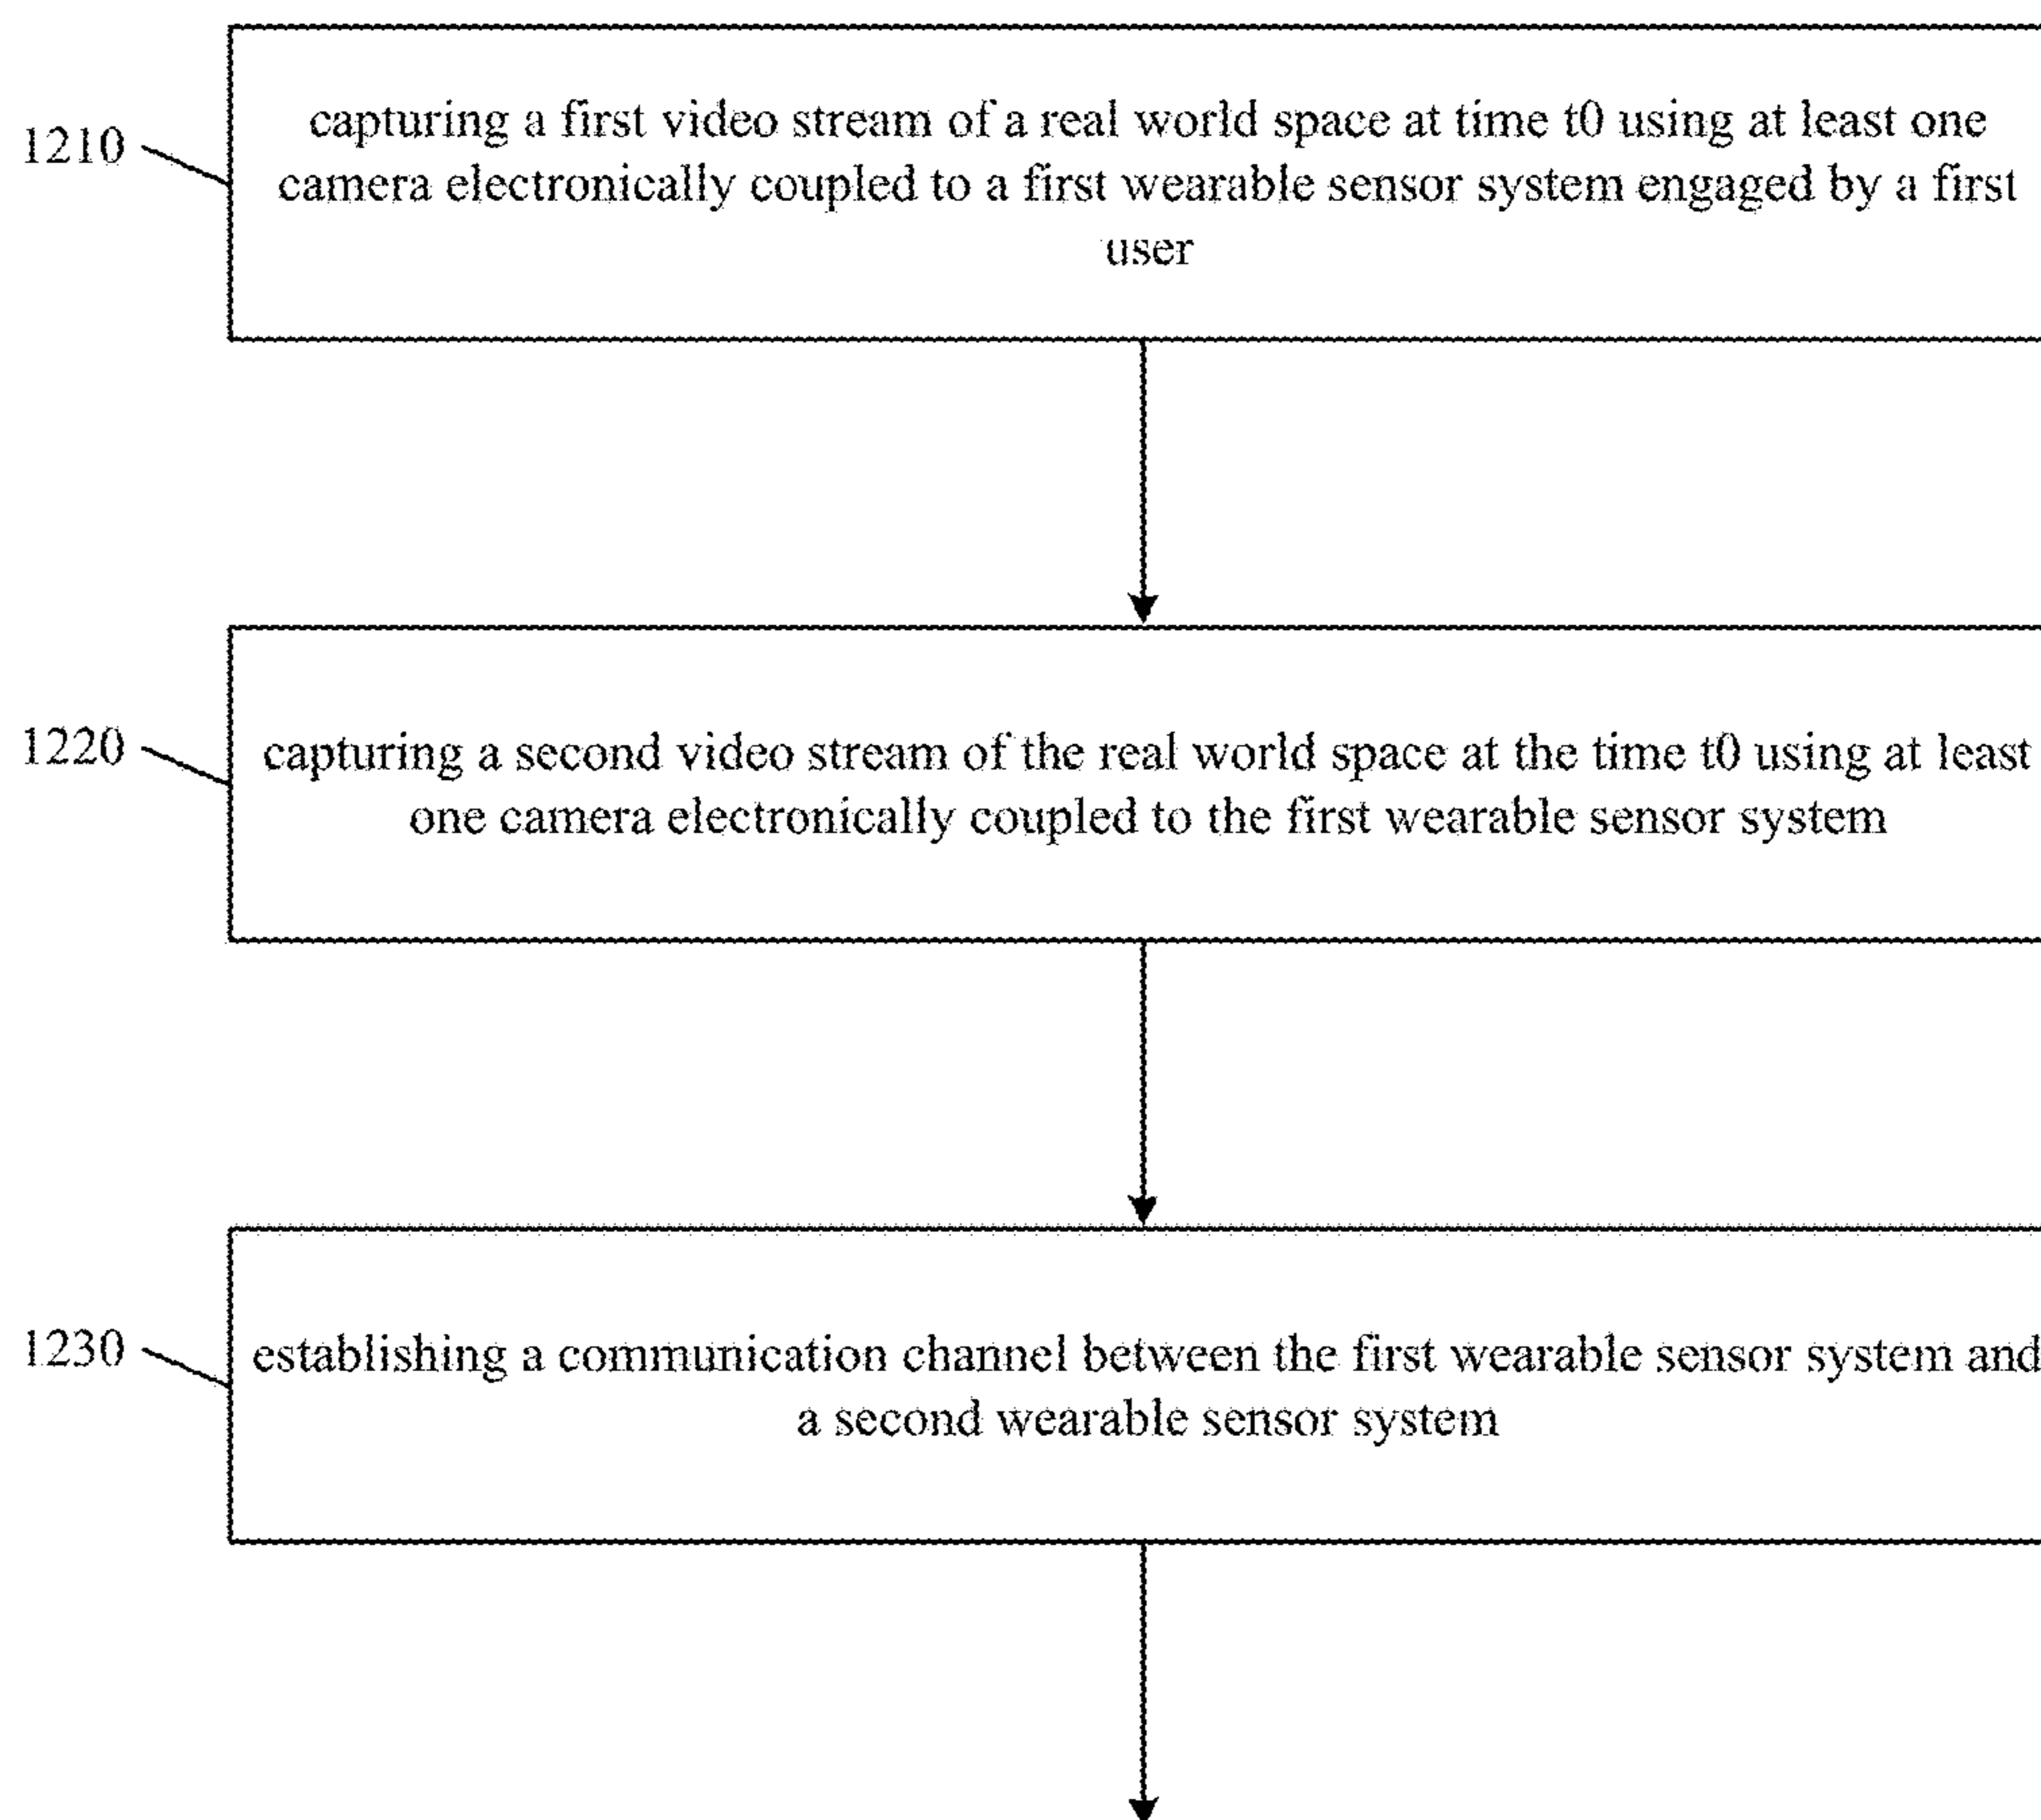 1210
capturing a first video stream of a real world space at time t0 using at least one
camera electronically coupled to a first wearable sensor system engaged by a first
user
1220
capturing a second video stream of the real world space at the time t0 using at least
one camera electronically coupled to the first wearable sensor system
1230
establishing a communication channel between the first wearable sensor system and
a second wearable sensor system